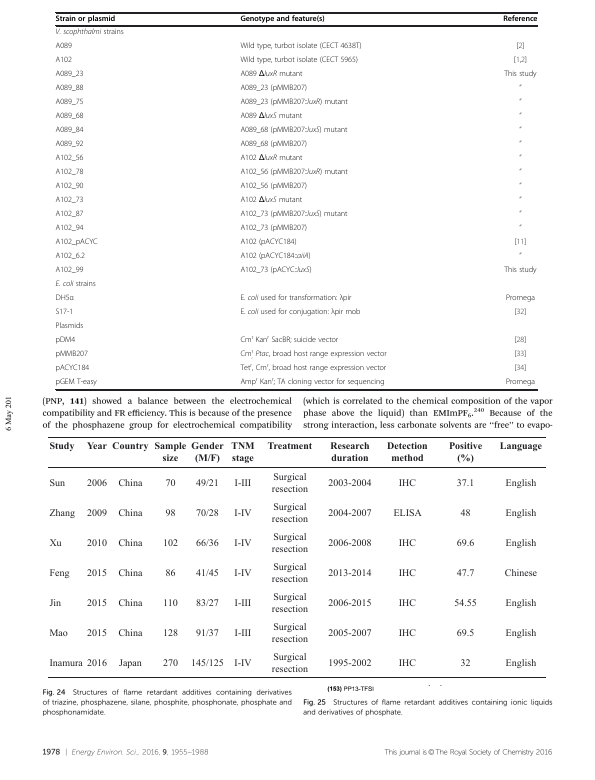 Strain or plasmid Genotype and feature(s) Reference
V. scophthalmi strains
A089 Wild type, turbot isolate (CECT 4638T) [2]
A102 Wild type, turbot isolate (CECT 5965) [1,2]
A089_23 A089 ΔluxR mutant This study
A089_88 A089_23 (pMMB207) "
A089_75 A089_23 (pMMB207::luxR) mutant "
A089_68 A089 ΔluxS mutant "
A089_84 A089_68 (pMMB207::luxS) mutant "
A089_92 A089_68 (pMMB207) "
A102_56 A102 ΔluxR mutant "
A102_78 A102_56 (pMMB207::luxR) mutant "
A102_90 A102_56 (pMMB207) "
A102_73 A102 ΔluxS mutant "
A102_87 A102_73 (pMMB207::luxS) mutant "
A102_94 A102_73 (pMMB207) "
A102_pACYC A102 (pACYC184) [11]
A102_6.2 A102 (pACYC184::aiiA) "
A102_99 A102_73 (pACYC::luxS) This study
E. coli strains
DH5α E. coli used for transformation: λpir Promega
S17-1 E. coli used for conjugation: λpir mob [32]
Plasmids
pDM4 Cmʳ Kanʳ SacBR; suicide vector [28]
pMMB207 Cmʳ Ptac, broad host range expression vector [33]
pACYC184 Tetʳ, Cmʳ, broad host range expression vector [34]
pGEM T-easy Ampʳ Kanʳ; TA cloning vector for sequencing Promega
6 May 201
(PNP, 141) showed a balance between the electrochemical
compatibility and FR efficiency. This is because of the presence
of the phosphazene group for electrochemical compatibility
(which is correlated to the chemical composition of the vapor
phase above the liquid) than EMImPF₆.²⁴⁰ Because of the
strong interaction, less carbonate solvents are "free" to evapo-
Study Year Country Sample size Gender (M/F) TNM stage Treatment Research duration Detection method Positive (%) Language
Sun 2006 China 70 49/21 I-III Surgical resection 2003-2004 IHC 37.1 English
Zhang 2009 China 98 70/28 I-IV Surgical resection 2004-2007 ELISA 48 English
Xu 2010 China 102 66/36 I-IV Surgical resection 2006-2008 IHC 69.6 English
Feng 2015 China 86 41/45 I-IV Surgical resection 2013-2014 IHC 47.7 Chinese
Jin 2015 China 110 83/27 I-III Surgical resection 2006-2015 IHC 54.55 English
Mao 2015 China 128 91/37 I-III Surgical resection 2005-2007 IHC 69.5 English
Inamura 2016 Japan 270 145/125 I-IV Surgical resection 1995-2002 IHC 32 English
(153) PP13-TFSI
Fig. 24 Structures of flame retardant additives containing derivatives
of triazine, phosphazene, silane, phosphite, phosphonate, phosphate and
phosphonamidate.
Fig. 25 Structures of flame retardant additives containing ionic liquids
and derivatives of phosphate.
1978 | Energy Environ. Sci., 2016, 9, 1955–1988
This journal is © The Royal Society of Chemistry 2016